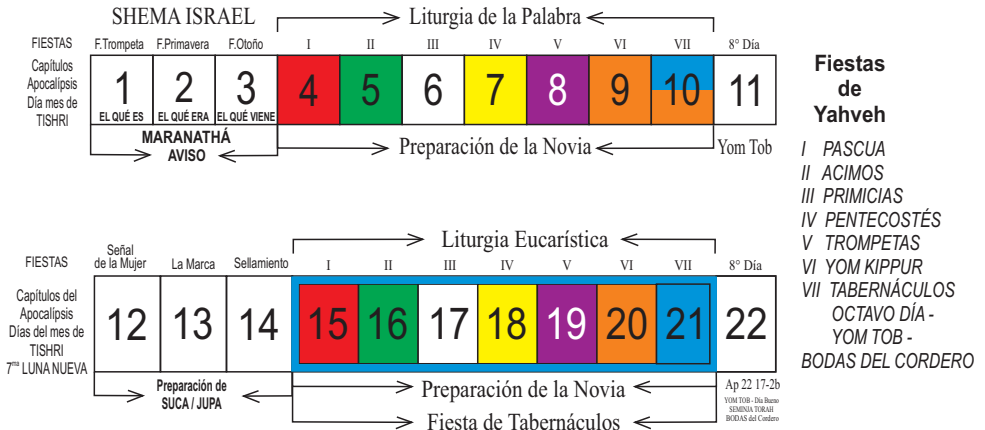 SHEMA ISRAEL
Liturgia de la Palabra
FIESTAS F.Trompeta F.Primavera F.Otoño I II III IV V VI VII 8° Día
Capítulos
Apocalípsis
Día mes de
TISHRI
1 2 3 4 5 6 7 8 9 10 11
EL QUÉ ES EL QUÉ ERA EL QUÉ VIENE
MARANATHÁ
AVISO
Preparación de la Novia
Yom Tob
Liturgia Eucarística
FIESTAS
Señal
de la Mujer
La Marca Sellamiento I II III IV V VI VII 8° Día
Capítulos del
Apocalípsis
Días del mes de
TISHRI
7ma LUNA NUEVA
12 13 14 15 16 17 18 19 20 21 22
Preparación de
SUCA / JUPA
Preparación de la Novia
Fiesta de Tabernáculos
Ap 22 17-2b
YOM TOB - Día Bueno
SEMINIA TORAH
BODAS del Cordero
Fiestas
de
Yahveh
I PASCUA
II ACIMOS
III PRIMICIAS
IV PENTECOSTÉS
V TROMPETAS
VI YOM KIPPUR
VII TABERNÁCULOS
OCTAVO DÍA -
YOM TOB -
BODAS DEL CORDERO